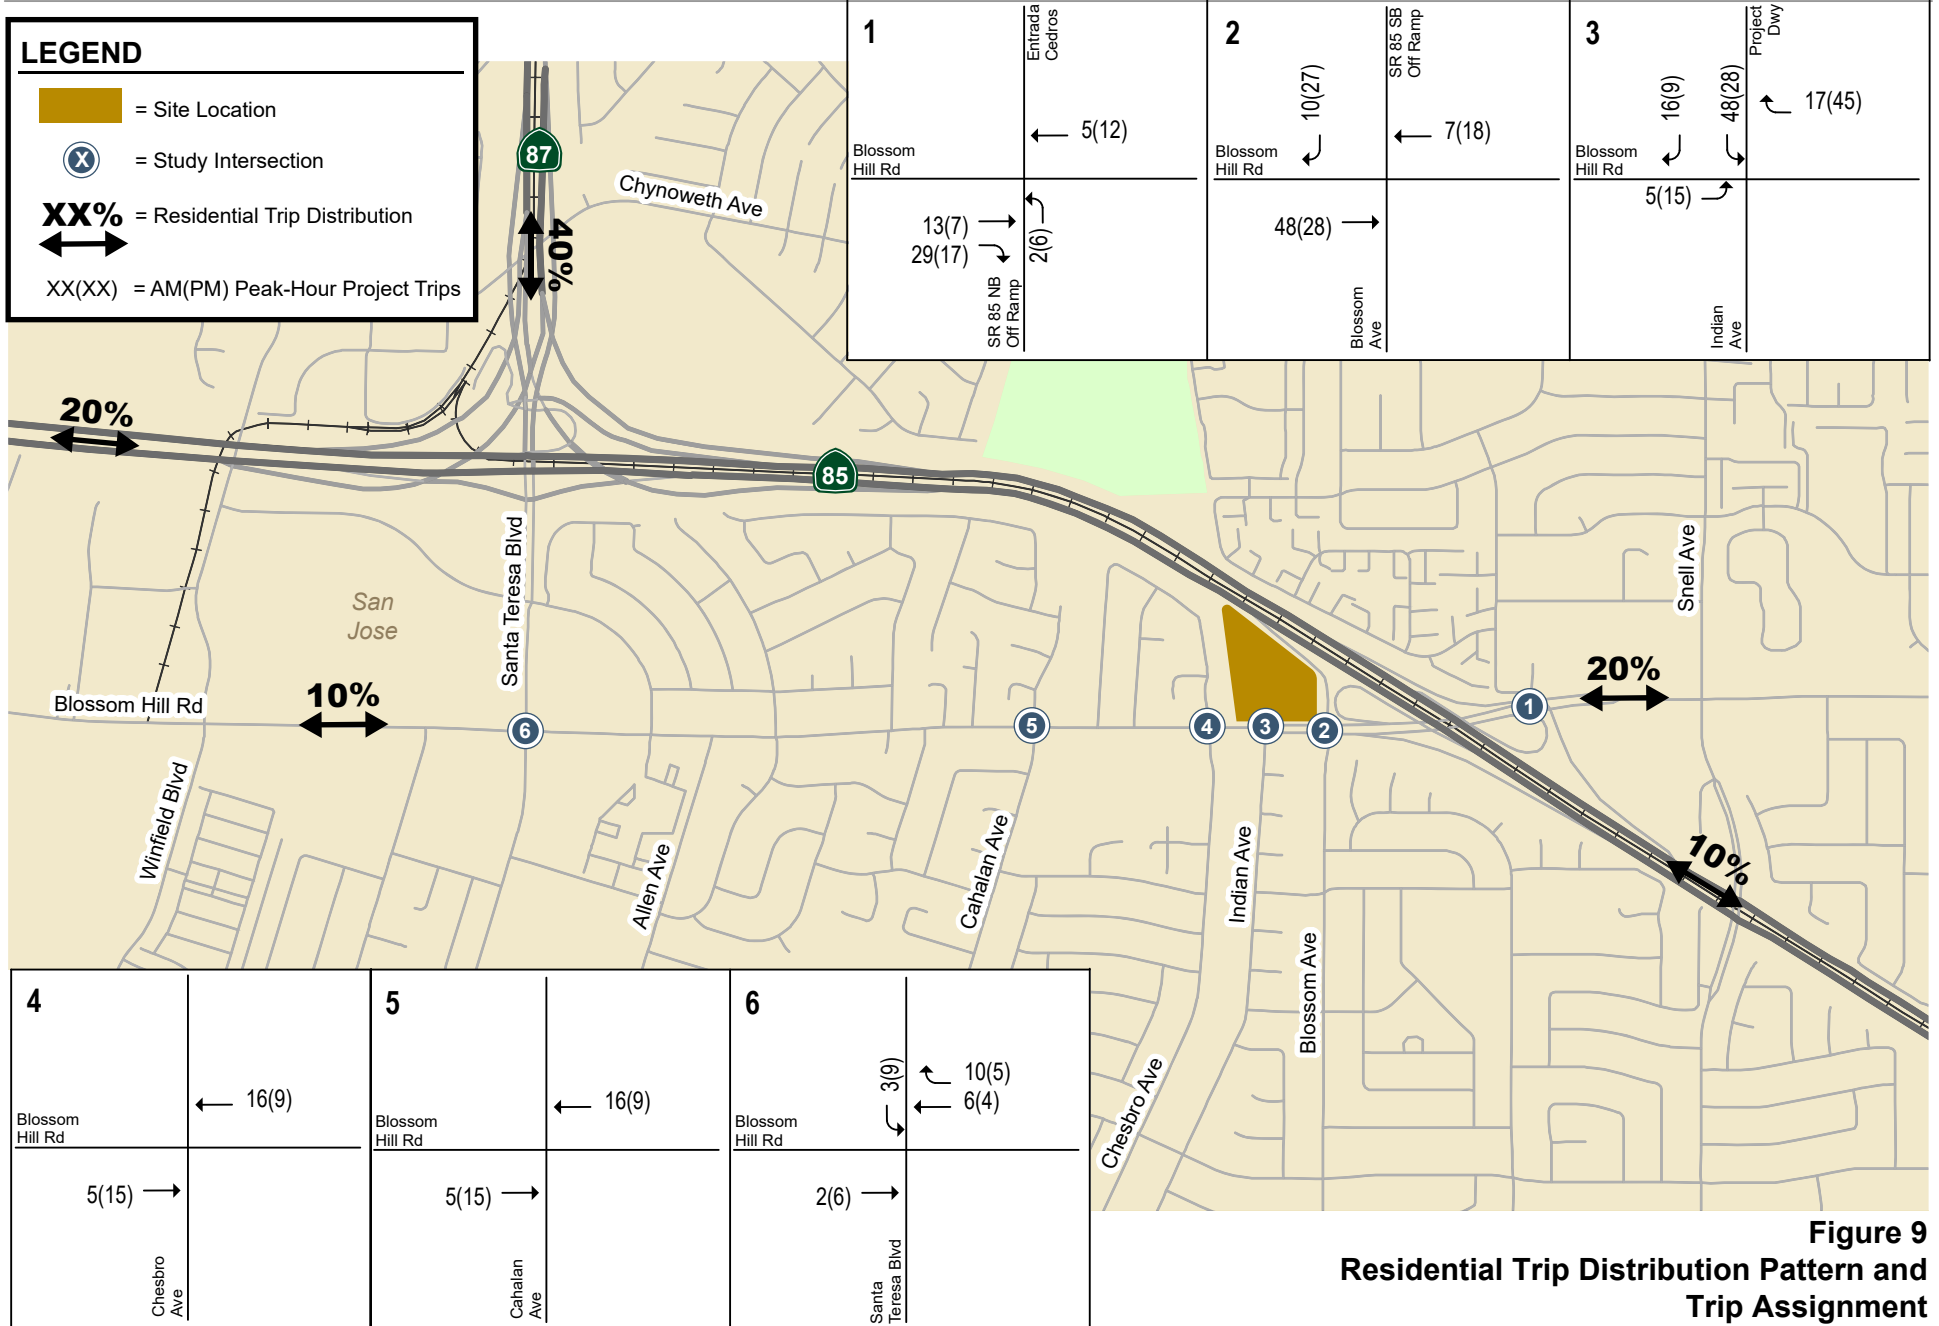 LEGEND
= Site Location
X
= Study Intersection
XX%
= Residential Trip Distribution
XX(XX) = AM(PM) Peak-Hour Project Trips
1
Entrada
Cedros
5(12)
Blossom
Hill Rd
13(7)
29(17)
2(6)
SR 85 NB
Off Ramp
2
SR 85 SB
Off Ramp
10(27)
7(18)
Blossom
Hill Rd
48(28)
Blossom
Ave
3
Project
Dwy
16(9)
48(28)
17(45)
Blossom
Hill Rd
5(15)
Indian
Ave
87
40%
Chynoweth Ave
20%
85
Santa Teresa Blvd
San
Jose
Snell Ave
Blossom Hill Rd
10%
20%
6
5
4
3
2
1
Winfield Blvd
Allen Ave
Cahalan Ave
Indian Ave
Blossom Ave
Chesbro Ave
10%
4
16(9)
Blossom
Hill Rd
5(15)
Chesbro
Ave
5
16(9)
Blossom
Hill Rd
5(15)
Cahalan
Ave
6
3(9)
10(5)
6(4)
Blossom
Hill Rd
2(6)
Santa
Teresa Blvd
Figure 9
Residential Trip Distribution Pattern and
Trip Assignment